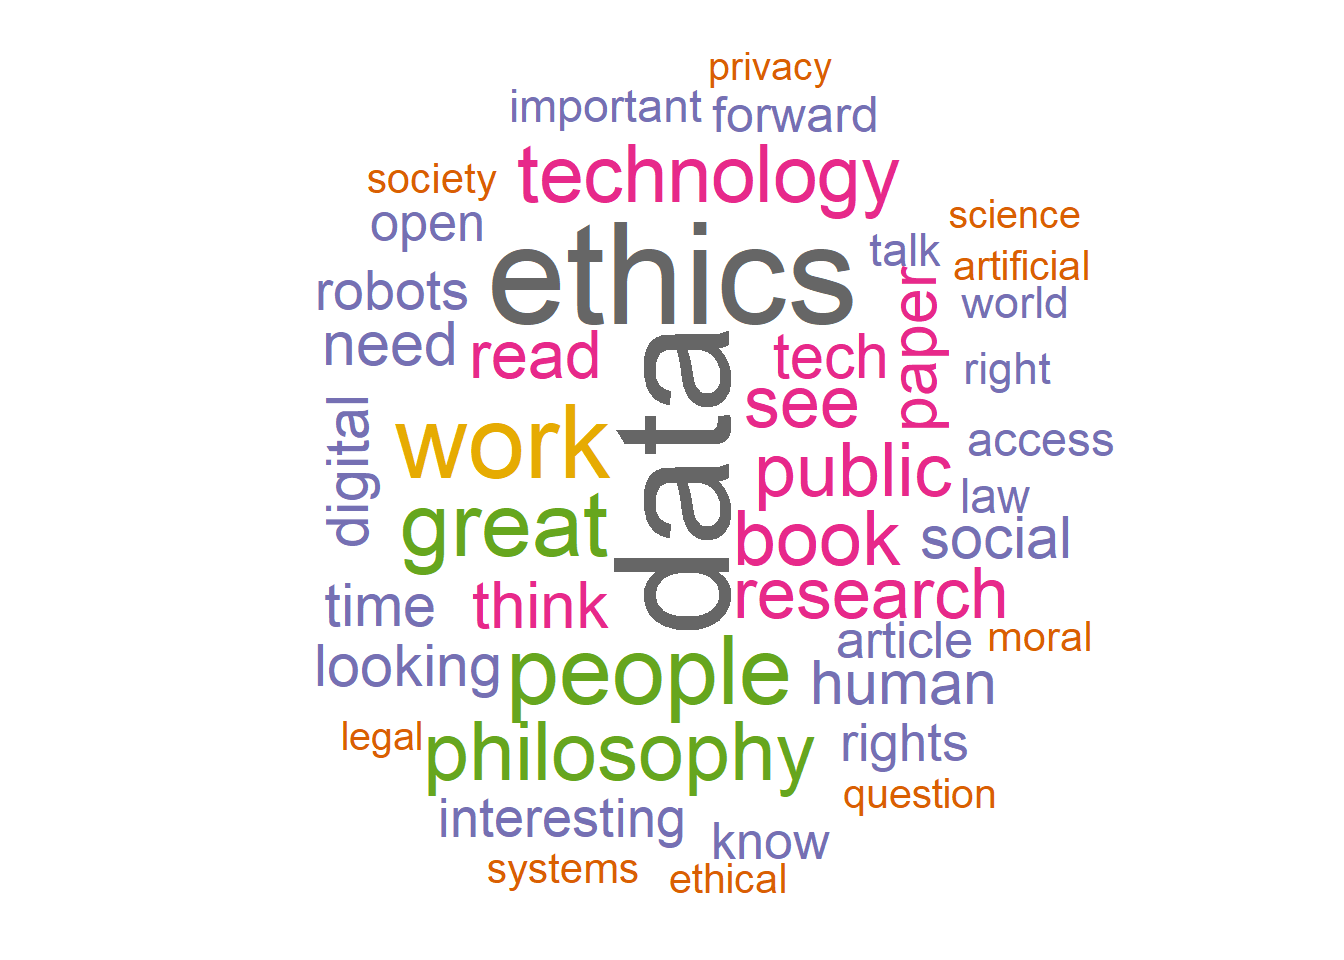 privacy
important
forward
society
technology
science
open
ethics
talk
artificial
robots
paper
world
need
read
data
tech
right
see
digital
work
public
access
law
great
book
social
time
think
research
looking
people
article
moral
human
legal
philosophy
rights
question
interesting
know
systems
ethical